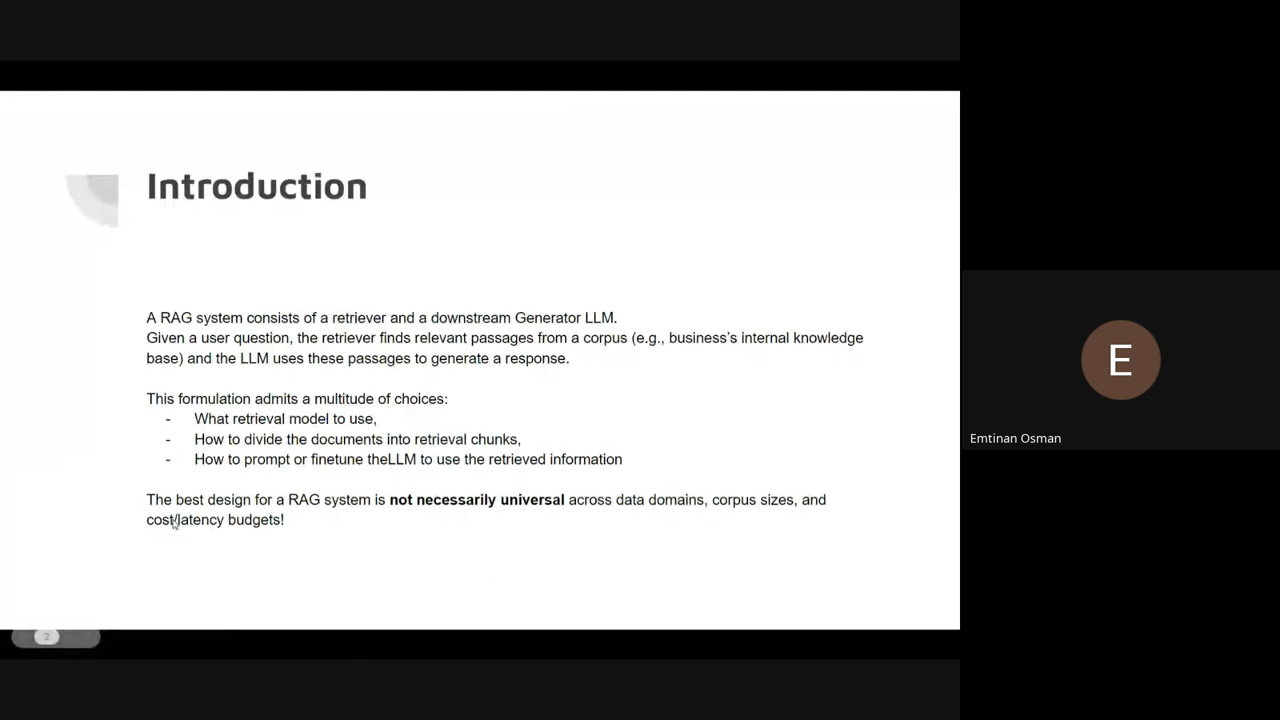 Introduction
A RAG system consists of a retriever and a downstream Generator LLM.
Given a user question, the retriever finds relevant passages from a corpus (e.g., business's internal knowledge
base) and the LLM uses these passages to generate a response.
This formulation admits a multitude of choices:
- What retrieval model to use,
- How to divide the documents into retrieval chunks,
- How to prompt or finetune theLLM to use the retrieved information
The best design for a RAG system is not necessarily universal across data domains, corpus sizes, and
cost/latency budgets!
2
E
Emtinan Osman